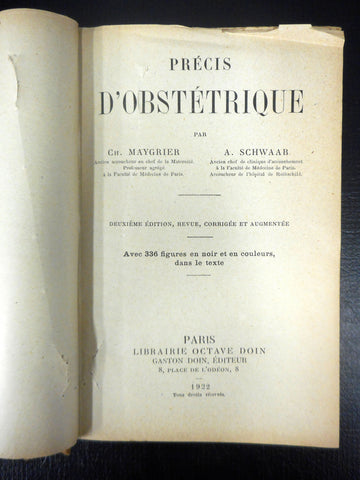 PRÉCIS
D'OBSTÉTRIQUE
PAR
CH. MAYGRIER
Ancien accoucheur en chef de la Maternité.
Professeur agrégé
à la Faculté de Médecine de Paris.
A. SCHWAAB
Ancien chef de clinique d'accouchement
à la Faculté de Médecine de Paris.
Accoucheur de l'hôpital de Rothschild.
DEUXIÈME ÉDITION, REVUE, CORRIGÉE ET AUGMENTÉE
Avec 336 figures en noir et en couleurs,
dans le texte
PARIS
LIBRAIRIE OCTAVE DOIN
GASTON DOIN, ÉDITEUR
8, PLACE DE L'ODÉON, 8
1922
Tous droits réservés.